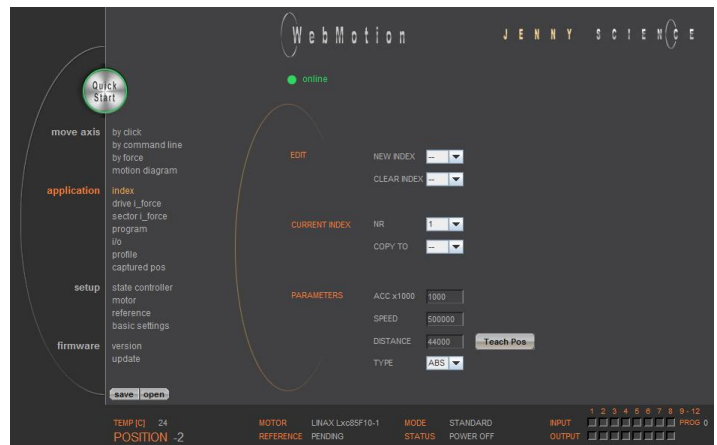 WebMotion
JENNY SCIENCE
online
Quick
Start
move axis
by click
by command line
by force
motion diagram
application
index
drive i_force
sector i_force
program
i/o
profile
captured pos
setup
state controller
motor
reference
basic settings
firmware
version
update
save open
EDIT
NEW INDEX --
CLEAR INDEX --
CURRENT INDEX
NR 1
COPY TO --
PARAMETERS
ACC x1000 1000
SPEED 500000
DISTANCE 44000 Teach Pos
TYPE ABS
TEMP [C] 24
POSITION -2
MOTOR LINAX Lxc85F10-1
REFERENCE PENDING
MODE STANDARD
STATUS POWER OFF
1 2 3 4 5 6 7 8 9-12
INPUT PROG 0
OUTPUT